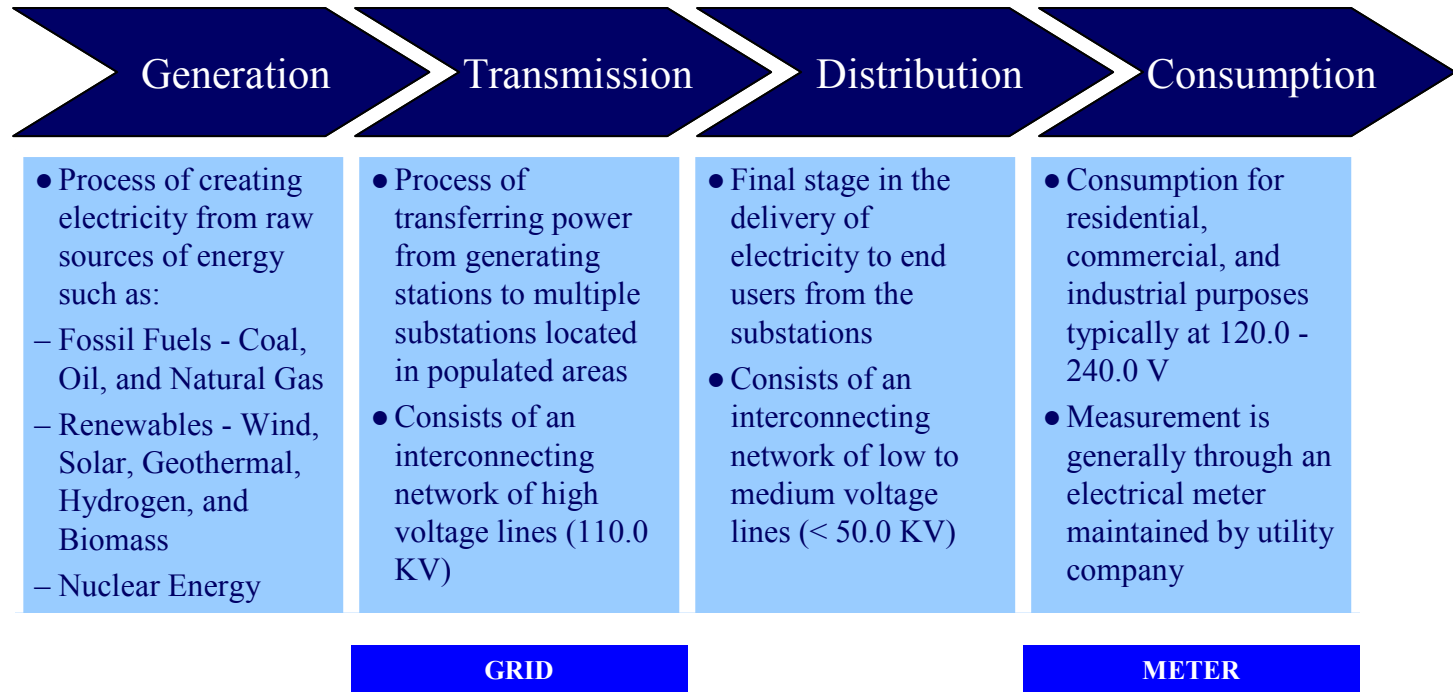 Generation
Transmission
Distribution
Consumption
● Process of creating
electricity from raw
sources of energy
such as:
– Fossil Fuels - Coal,
Oil, and Natural Gas
– Renewables - Wind,
Solar, Geothermal,
Hydrogen, and
Biomass
– Nuclear Energy
● Process of
transferring power
from generating
stations to multiple
substations located
in populated areas
● Consists of an
interconnecting
network of high
voltage lines (110.0
KV)
● Final stage in the
delivery of
electricity to end
users from the
substations
● Consists of an
interconnecting
network of low to
medium voltage
lines (< 50.0 KV)
● Consumption for
residential,
commercial, and
industrial purposes
typically at 120.0 -
240.0 V
● Measurement is
generally through an
electrical meter
maintained by utility
company
GRID
METER